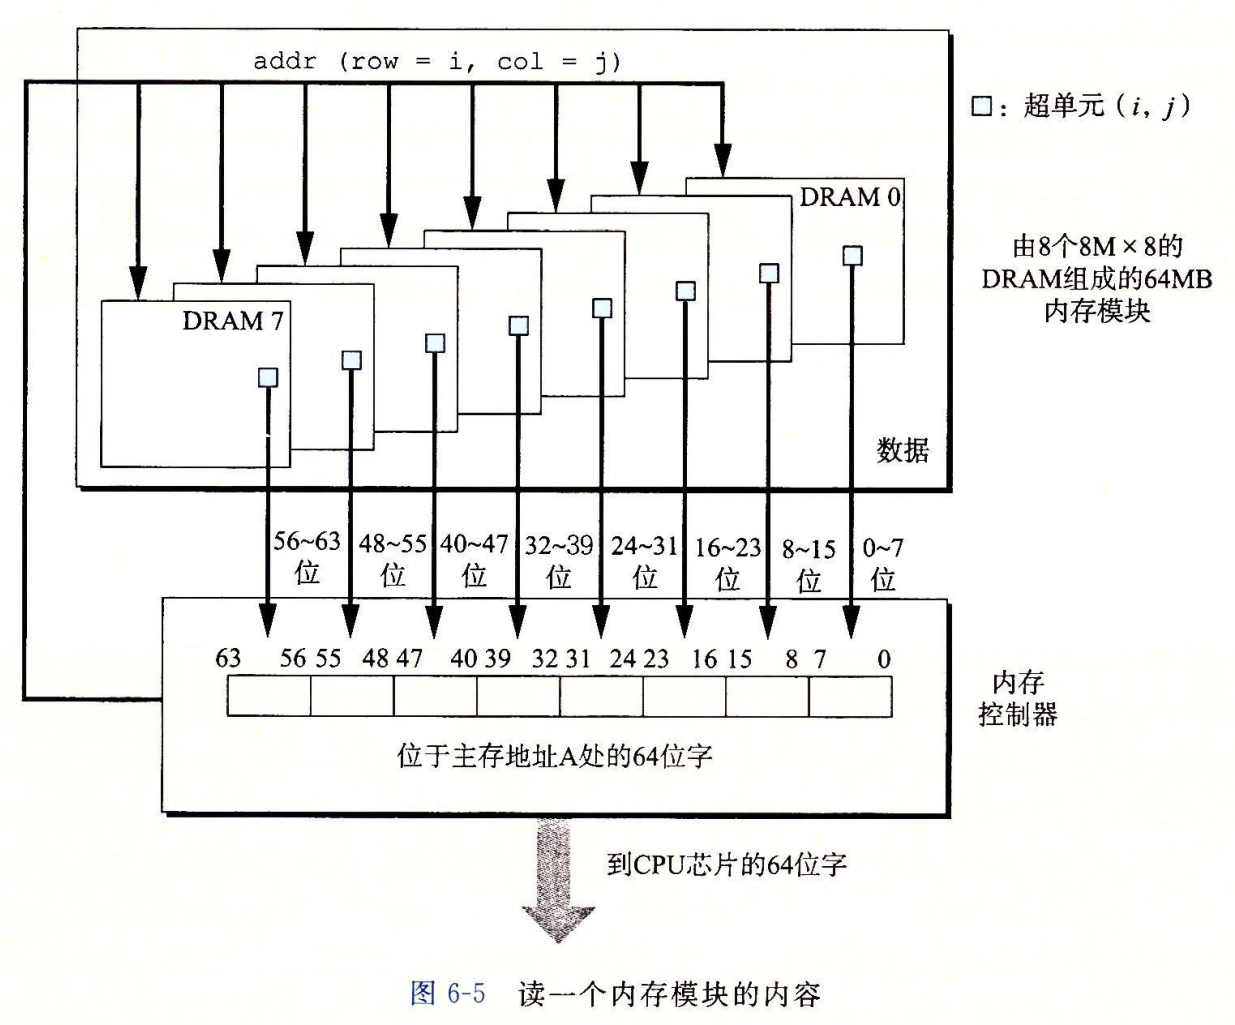 addr (row = i, col = j)
□：超单元（i, j）
DRAM 0
由8个8M×8的
DRAM组成的64MB
内存模块
DRAM 7
数据
56~63 48~55 40~47 32~39 24~31 16~23 8~15 0~7
位 位 位 位 位 位 位 位
63 56 55 48 47 40 39 32 31 24 23 16 15 8 7 0
内存
控制器
位于主存地址A处的64位字
到CPU芯片的64位字
图 6-5 读一个内存模块的内容